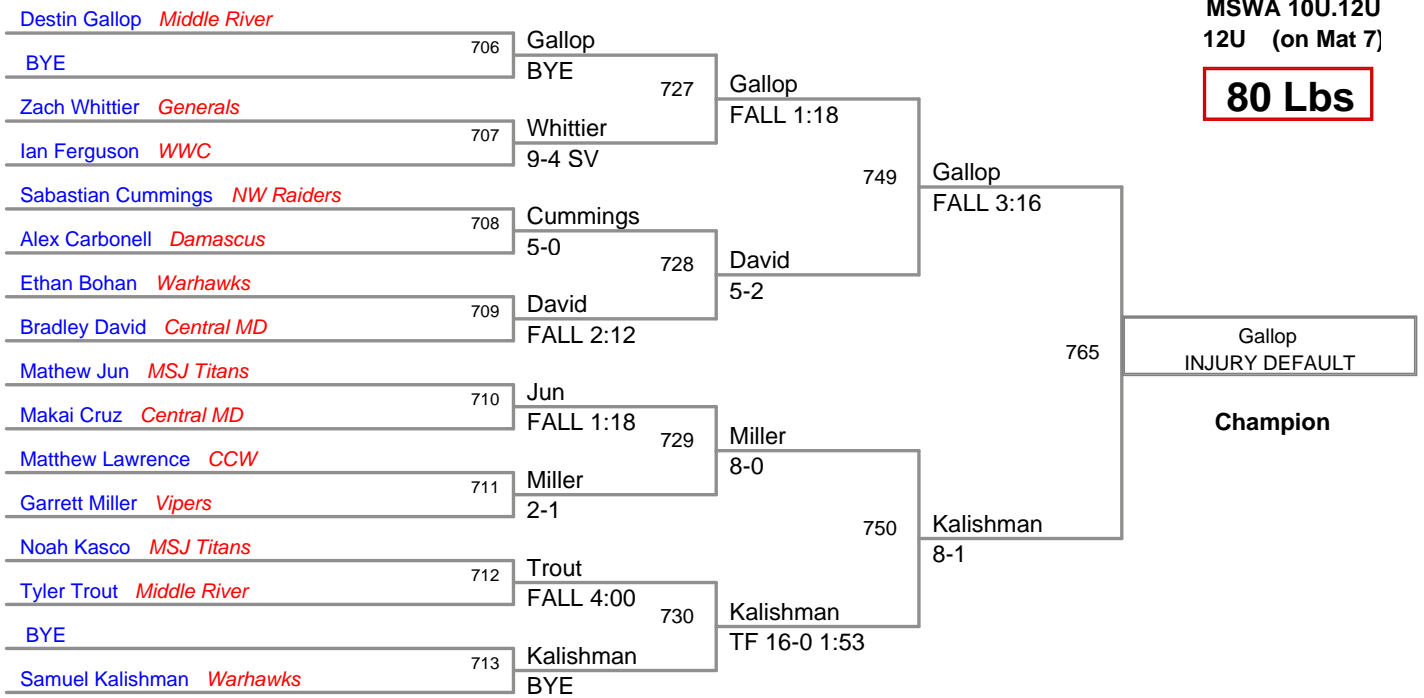 MSWA 10U.12U
12U (on Mat 7)
80 Lbs
Destin Gallop Middle River
706
BYE
Gallop
BYE
Zach Whittier Generals
707
Ian Ferguson WWC
Whittier
9-4 SV
727
Gallop
FALL 1:18
Sabastian Cummings NW Raiders
708
Alex Carbonell Damascus
Cummings
5-0
Ethan Bohan Warhawks
709
Bradley David Central MD
David
FALL 2:12
728
David
5-2
749
Gallop
FALL 3:16
Mathew Jun MSJ Titans
710
Makai Cruz Central MD
Jun
FALL 1:18
Matthew Lawrence CCW
711
Garrett Miller Vipers
Miller
2-1
729
Miller
8-0
Noah Kasco MSJ Titans
712
Tyler Trout Middle River
Trout
FALL 4:00
BYE
713
Samuel Kalishman Warhawks
Kalishman
BYE
730
Kalishman
TF 16-0 1:53
750
Kalishman
8-1
765
Gallop
INJURY DEFAULT
Champion